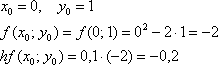 x₀ = 0, y₀ = 1
f(x₀; y₀) = f(0; 1) = 0² − 2 · 1 = −2
hf(x₀; y₀) = 0,1 · (−2) = −0,2